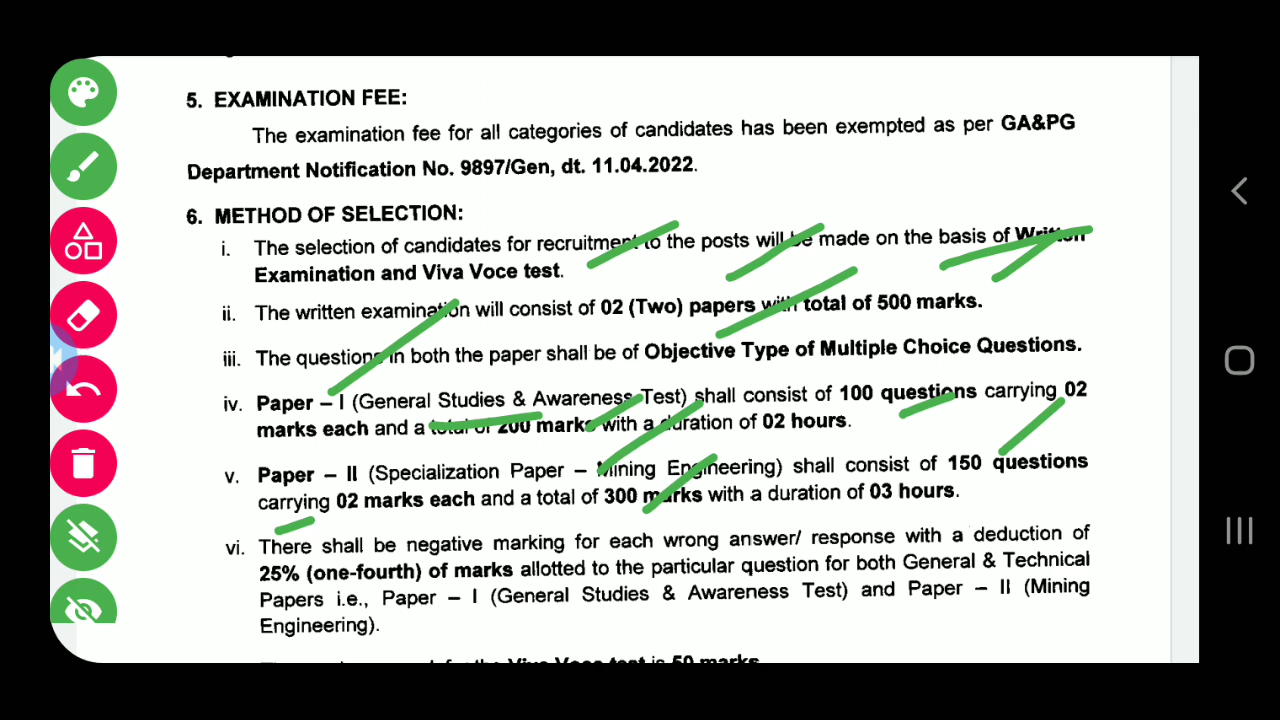 5. EXAMINATION FEE:
The examination fee for all categories of candidates has been exempted as per GA&PG
Department Notification No. 9897/Gen, dt. 11.04.2022.
6. METHOD OF SELECTION:
i. The selection of candidates for recruitment to the posts will be made on the basis of Written
Examination and Viva Voce test.
ii. The written examination will consist of 02 (Two) papers with total of 500 marks.
iii. The questions in both the paper shall be of Objective Type of Multiple Choice Questions.
iv. Paper – I (General Studies & Awareness Test) shall consist of 100 questions carrying 02
marks each and a total of 200 marks with a duration of 02 hours.
v. Paper – II (Specialization Paper – Mining Engineering) shall consist of 150 questions
carrying 02 marks each and a total of 300 marks with a duration of 03 hours.
vi. There shall be negative marking for each wrong answer/ response with a deduction of
25% (one-fourth) of marks allotted to the particular question for both General & Technical
Papers i.e., Paper – I (General Studies & Awareness Test) and Paper – II (Mining
Engineering).
for the Viva Voce test is 50 marks